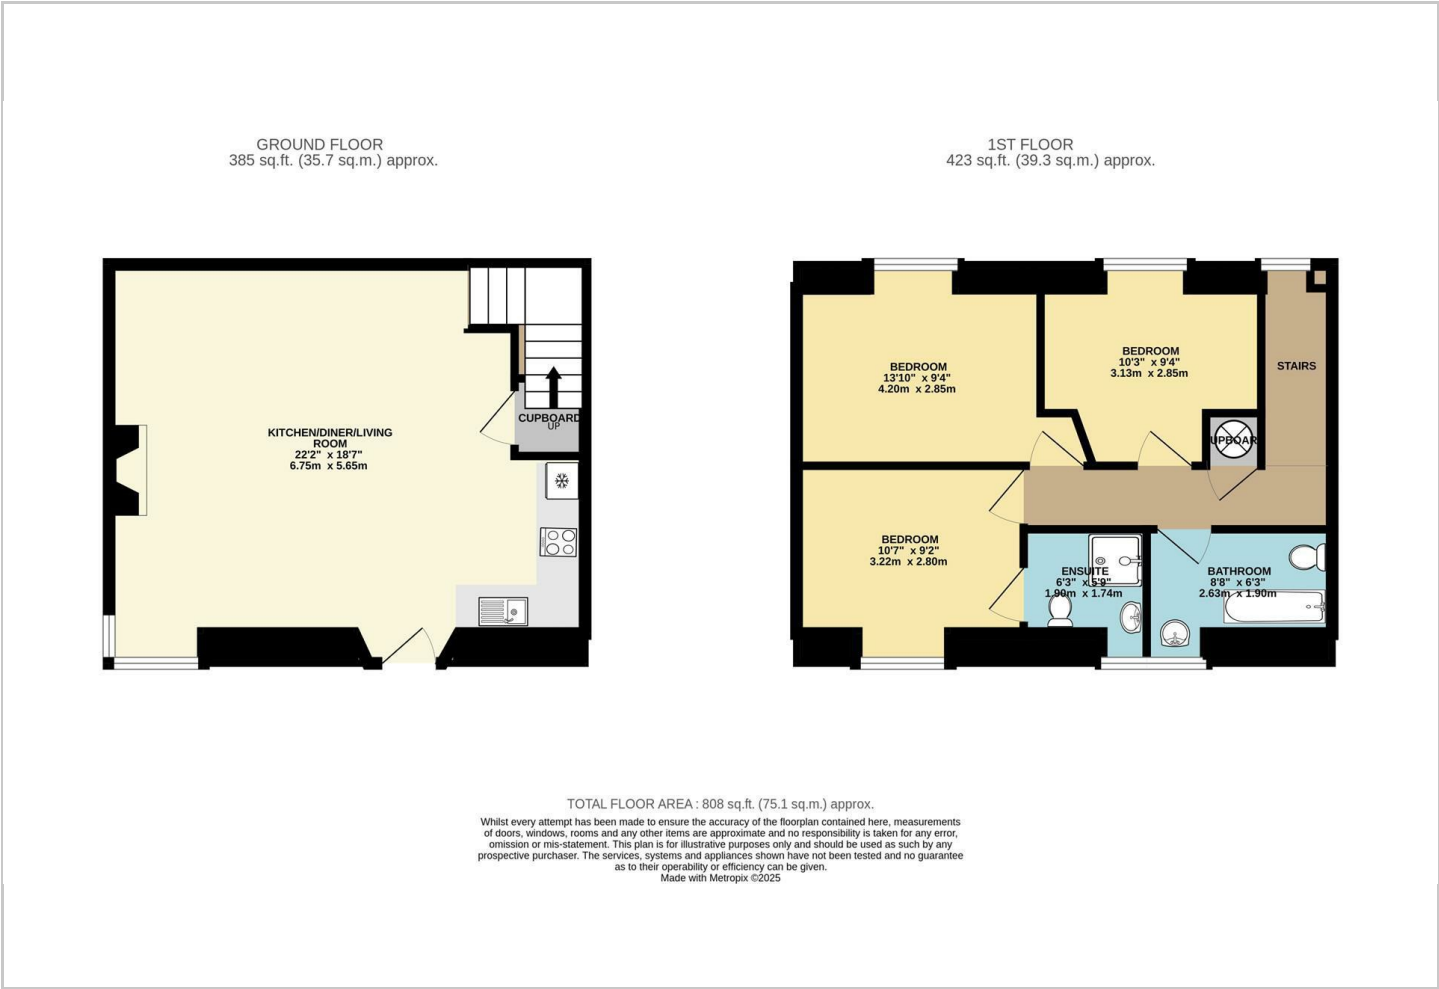 GROUND FLOOR
385 sq.ft. (35.7 sq.m.) approx.
1ST FLOOR
423 sq.ft. (39.3 sq.m.) approx.
KITCHEN/DINER/LIVING
ROOM
22'2" x 18'7"
6.75m x 5.65m
CUPBOARD
UP
BEDROOM
13'10" x 9'4"
4.20m x 2.85m
BEDROOM
10'3" x 9'4"
3.13m x 2.85m
STAIRS
UPBOAR
BEDROOM
10'7" x 9'2"
3.22m x 2.80m
ENSUITE
6'3" x 5'9"
1.90m x 1.74m
BATHROOM
8'8" x 6'3"
2.63m x 1.90m
TOTAL FLOOR AREA : 808 sq.ft. (75.1 sq.m.) approx.
Whilst every attempt has been made to ensure the accuracy of the floorplan contained here, measurements
of doors, windows, rooms and any other items are approximate and no responsibility is taken for any error,
omission or mis-statement. This plan is for illustrative purposes only and should be used as such by any
prospective purchaser. The services, systems and appliances shown have not been tested and no guarantee
as to their operability or efficiency can be given.
Made with Metropix ©2025